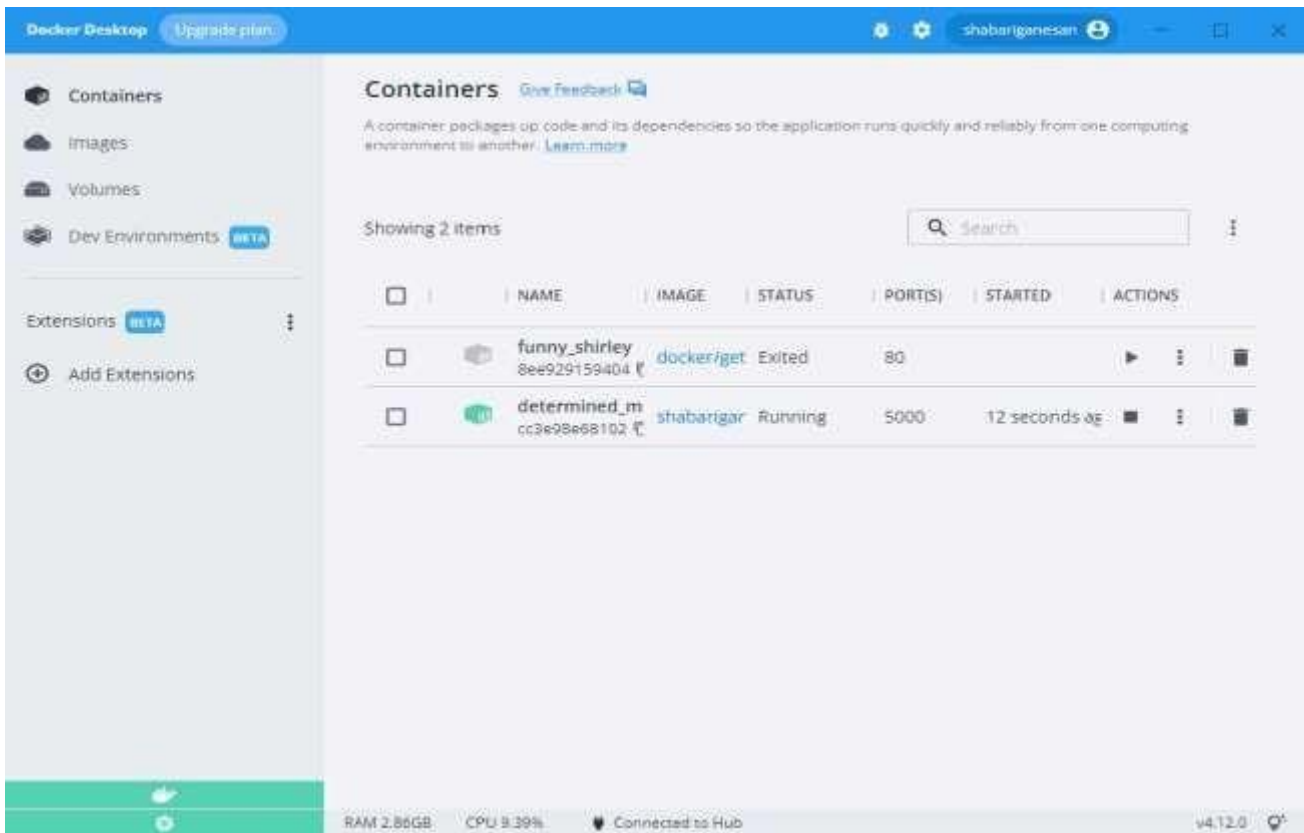 Docker Desktop Upgrade plan shabariganesan
Containers
Images
Volumes
Dev Environments BETA
Extensions BETA
Add Extensions
Containers Give Feedback
A container packages up code and its dependencies so the application runs quickly and reliably from one computing
environment to another. Learn more
Showing 2 items Search
NAME IMAGE STATUS PORT(S) STARTED ACTIONS
funny_shirley docker/get Exited 80
8ee929159404
determined_m shabarigar Running 5000 12 seconds ag
cc3e98e68102
RAM 2.86GB CPU 9.39% Connected to Hub v4.12.0